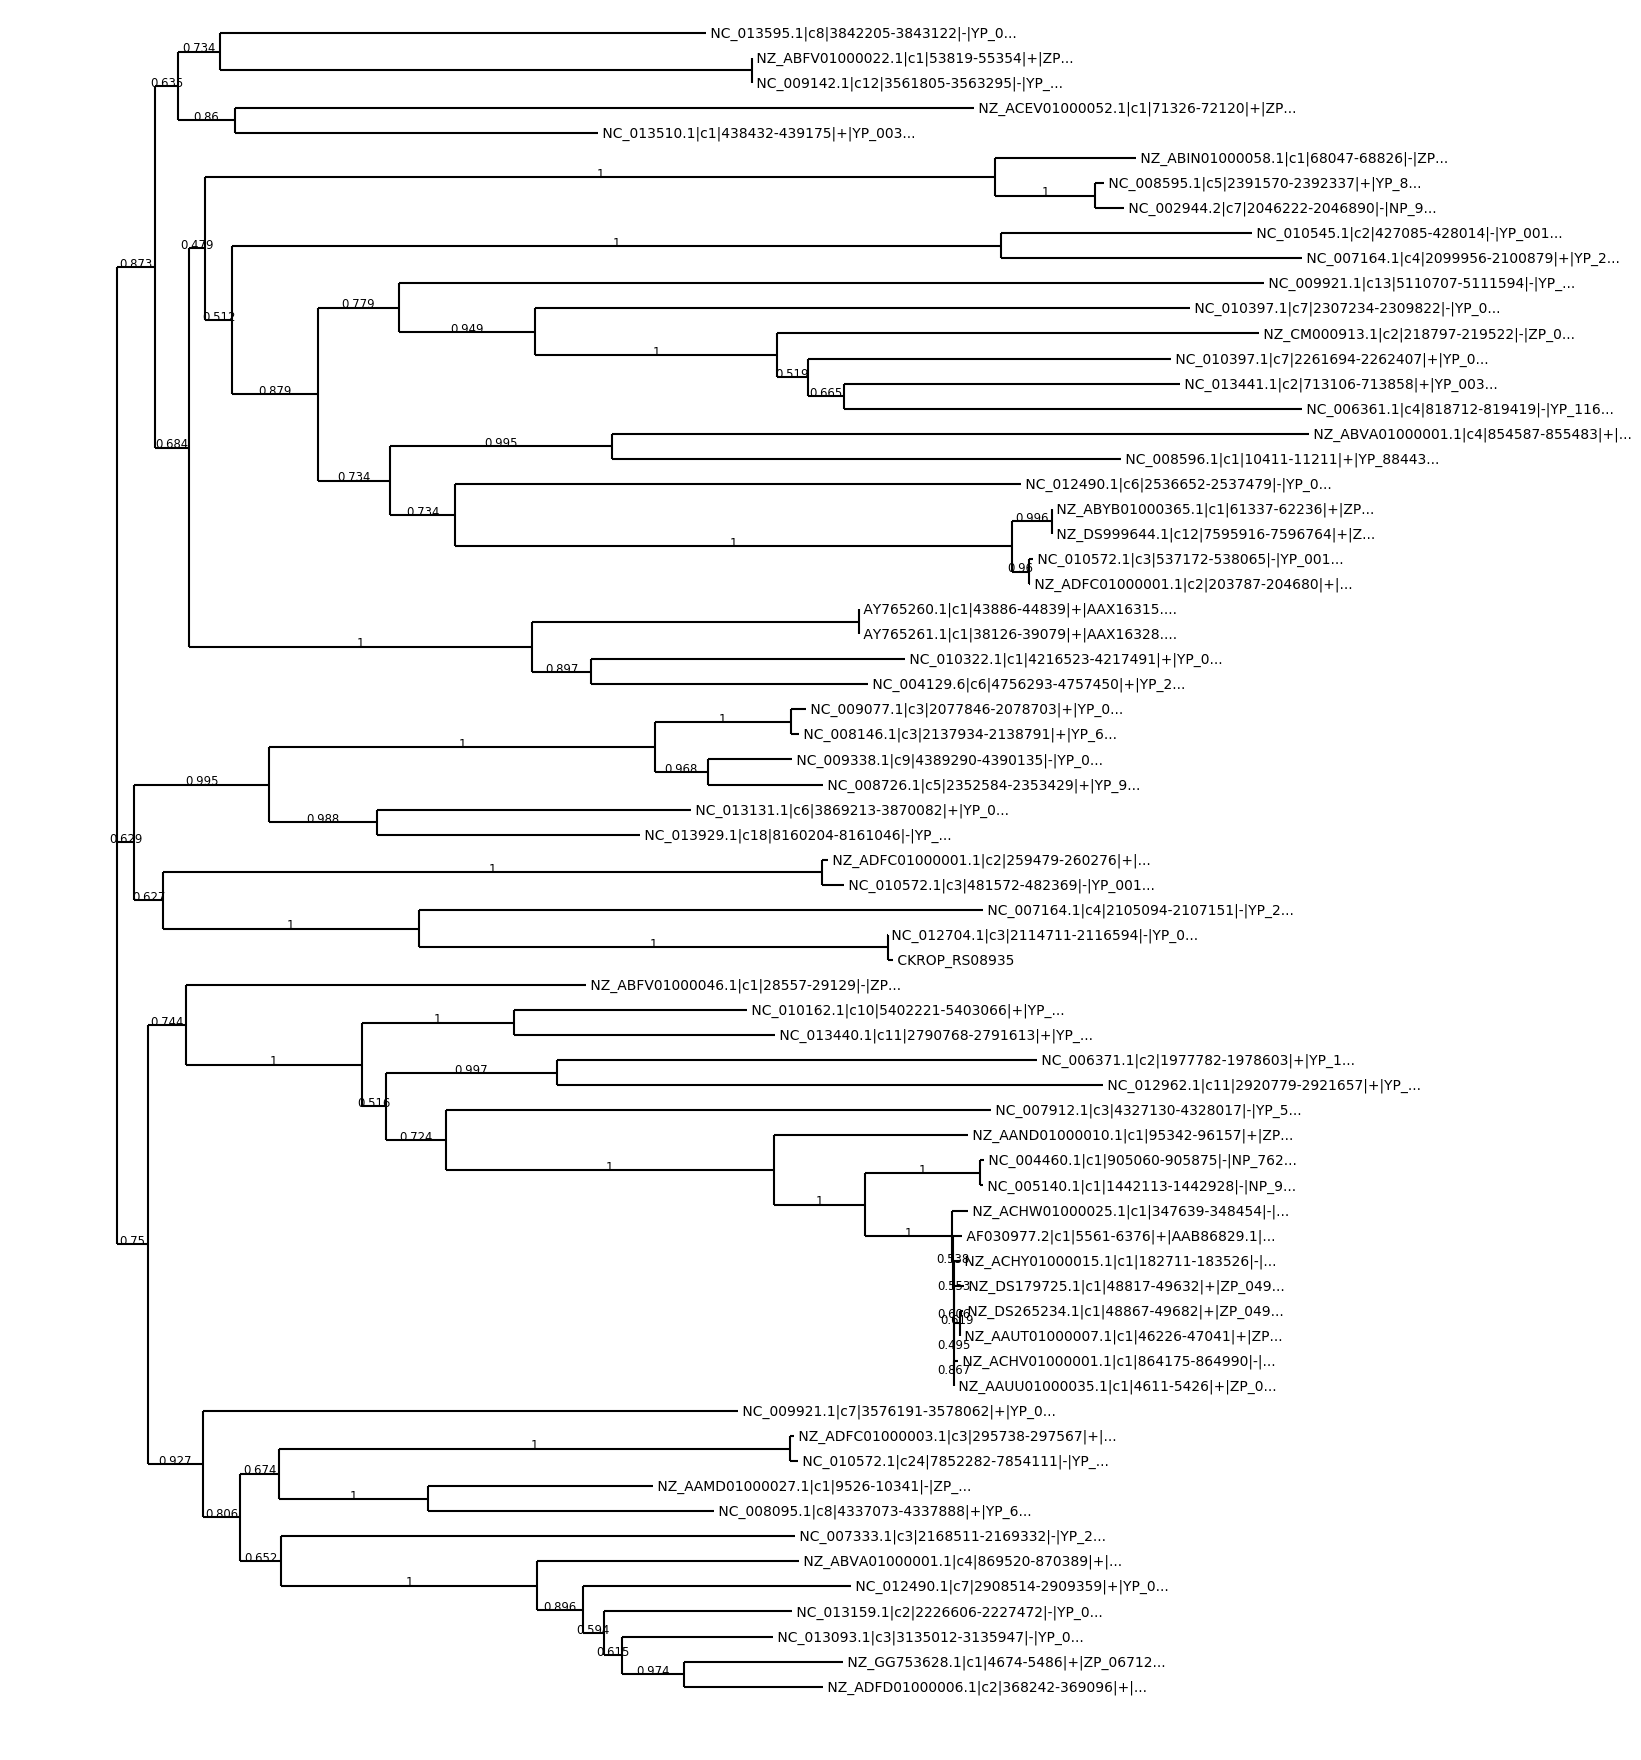 NC_013595.1|c8|3842205-3843122|-|YP_0...
0.734
NZ_ABFV01000022.1|c1|53819-55354|+|ZP...
0.635
NC_009142.1|c12|3561805-3563295|-|YP_...
NZ_ACEV01000052.1|c1|71326-72120|+|ZP...
0.86
NC_013510.1|c1|438432-439175|+|YP_003...
NZ_ABIN01000058.1|c1|68047-68826|-|ZP...
1
NC_008595.1|c5|2391570-2392337|+|YP_8...
1
NC_002944.2|c7|2046222-2046890|-|NP_9...
NC_010545.1|c2|427085-428014|-|YP_001...
0.479
1
NC_007164.1|c4|2099956-2100879|+|YP_2...
0.873
NC_009921.1|c13|5110707-5111594|-|YP_...
0.779
NC_010397.1|c7|2307234-2309822|-|YP_0...
0.512
0.949
NZ_CM000913.1|c2|218797-219522|-|ZP_0...
1
NC_010397.1|c7|2261694-2262407|+|YP_0...
0.519
NC_013441.1|c2|713106-713858|+|YP_003...
0.879
0.665
NC_006361.1|c4|818712-819419|-|YP_116...
NZ_ABVA01000001.1|c4|854587-855483|+|...
0.684
0.995
NC_008596.1|c1|10411-11211|+|YP_88443...
0.734
NC_012490.1|c6|2536652-2537479|-|YP_0...
0.734
NZ_ABYB01000365.1|c1|61337-62236|+|ZP...
0.996
NZ_DS999644.1|c12|7595916-7596764|+|Z...
1
NC_010572.1|c3|537172-538065|-|YP_001...
0.96
NZ_ADFC01000001.1|c2|203787-204680|+|...
AY765260.1|c1|43886-44839|+|AAX16315....
AY765261.1|c1|38126-39079|+|AAX16328....
1
NC_010322.1|c1|4216523-4217491|+|YP_0...
0.897
NC_004129.6|c6|4756293-4757450|+|YP_2...
NC_009077.1|c3|2077846-2078703|+|YP_0...
1
NC_008146.1|c3|2137934-2138791|+|YP_6...
1
NC_009338.1|c9|4389290-4390135|-|YP_0...
0.968
0.995
NC_008726.1|c5|2352584-2353429|+|YP_9...
NC_013131.1|c6|3869213-3870082|+|YP_0...
0.988
NC_013929.1|c18|8160204-8161046|-|YP_...
0.629
NZ_ADFC01000001.1|c2|259479-260276|+|...
1
NC_010572.1|c3|481572-482369|-|YP_001...
0.627
NC_007164.1|c4|2105094-2107151|-|YP_2...
1
NC_012704.1|c3|2114711-2116594|-|YP_0...
1
CKROP_RS08935
NZ_ABFV01000046.1|c1|28557-29129|-|ZP...
NC_010162.1|c10|5402221-5403066|+|YP_...
0.744
1
NC_013440.1|c11|2790768-2791613|+|YP_...
1
NC_006371.1|c2|1977782-1978603|+|YP_1...
0.997
NC_012962.1|c11|2920779-2921657|+|YP_...
0.516
NC_007912.1|c3|4327130-4328017|-|YP_5...
0.724
NZ_AAND01000010.1|c1|95342-96157|+|ZP...
1
NC_004460.1|c1|905060-905875|-|NP_762...
1
NC_005140.1|c1|1442113-1442928|-|NP_9...
1
NZ_ACHW01000025.1|c1|347639-348454|-|...
1
AF030977.2|c1|5561-6376|+|AAB86829.1|...
0.75
0.538
NZ_ACHY01000015.1|c1|182711-183526|-|...
0.553
NZ_DS179725.1|c1|48817-49632|+|ZP_049...
NZ_DS265234.1|c1|48867-49682|+|ZP_049...
0.619
NZ_AAUT01000007.1|c1|46226-47041|+|ZP...
0.495
NZ_ACHV01000001.1|c1|864175-864990|-|...
0.867
NZ_AAUU01000035.1|c1|4611-5426|+|ZP_0...
NC_009921.1|c7|3576191-3578062|+|YP_0...
NZ_ADFC01000003.1|c3|295738-297567|+|...
1
0.927
NC_010572.1|c24|7852282-7854111|-|YP_...
0.674
NZ_AAMD01000027.1|c1|9526-10341|-|ZP_...
1
NC_008095.1|c8|4337073-4337888|+|YP_6...
0.806
NC_007333.1|c3|2168511-2169332|-|YP_2...
0.652
NZ_ABVA01000001.1|c4|869520-870389|+|...
1
NC_012490.1|c7|2908514-2909359|+|YP_0...
0.896
NC_013159.1|c2|2226606-2227472|-|YP_0...
0.594
NC_013093.1|c3|3135012-3135947|-|YP_0...
0.615
NZ_GG753628.1|c1|4674-5486|+|ZP_06712...
0.974
NZ_ADFD01000006.1|c2|368242-369096|+|...